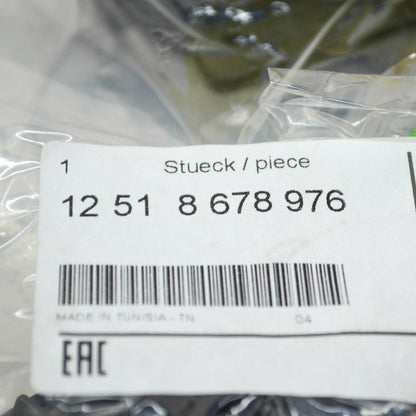 1 Stueck / piece
12 51 8 678 976
MADE IN TUNISIA - TN 04
EAC